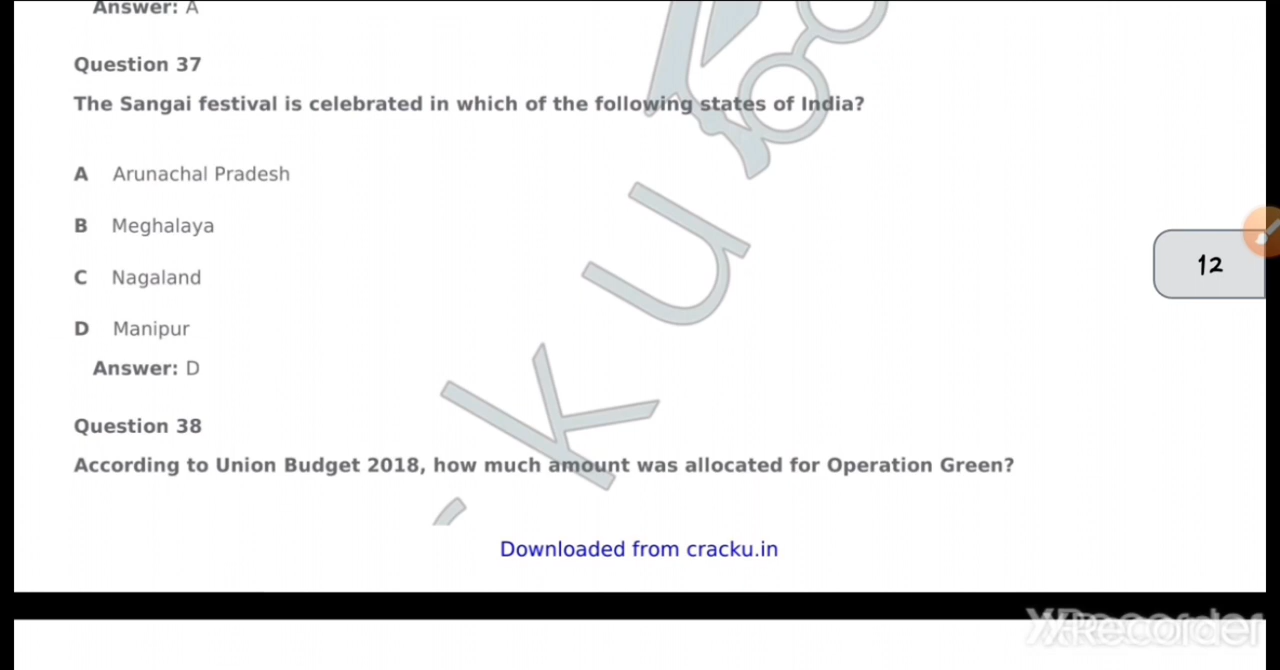 Answer: A
Question 37
The Sangai festival is celebrated in which of the following states of India?
A Arunachal Pradesh
B Meghalaya
C Nagaland
D Manipur
Answer: D
12
Question 38
According to Union Budget 2018, how much amount was allocated for Operation Green?
k u
Downloaded from cracku.in
XRecorder